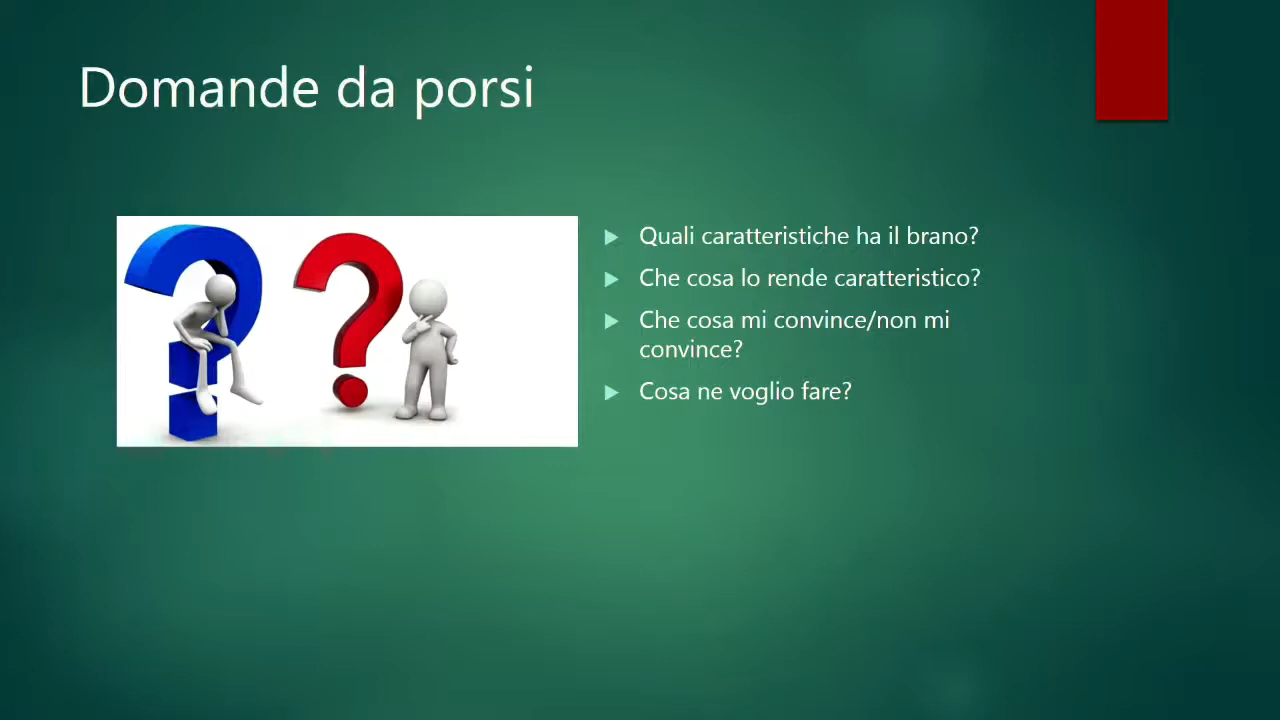 Domande da porsi
Quali caratteristiche ha il brano?
Che cosa lo rende caratteristico?
Che cosa mi convince/non mi
convince?
Cosa ne voglio fare?